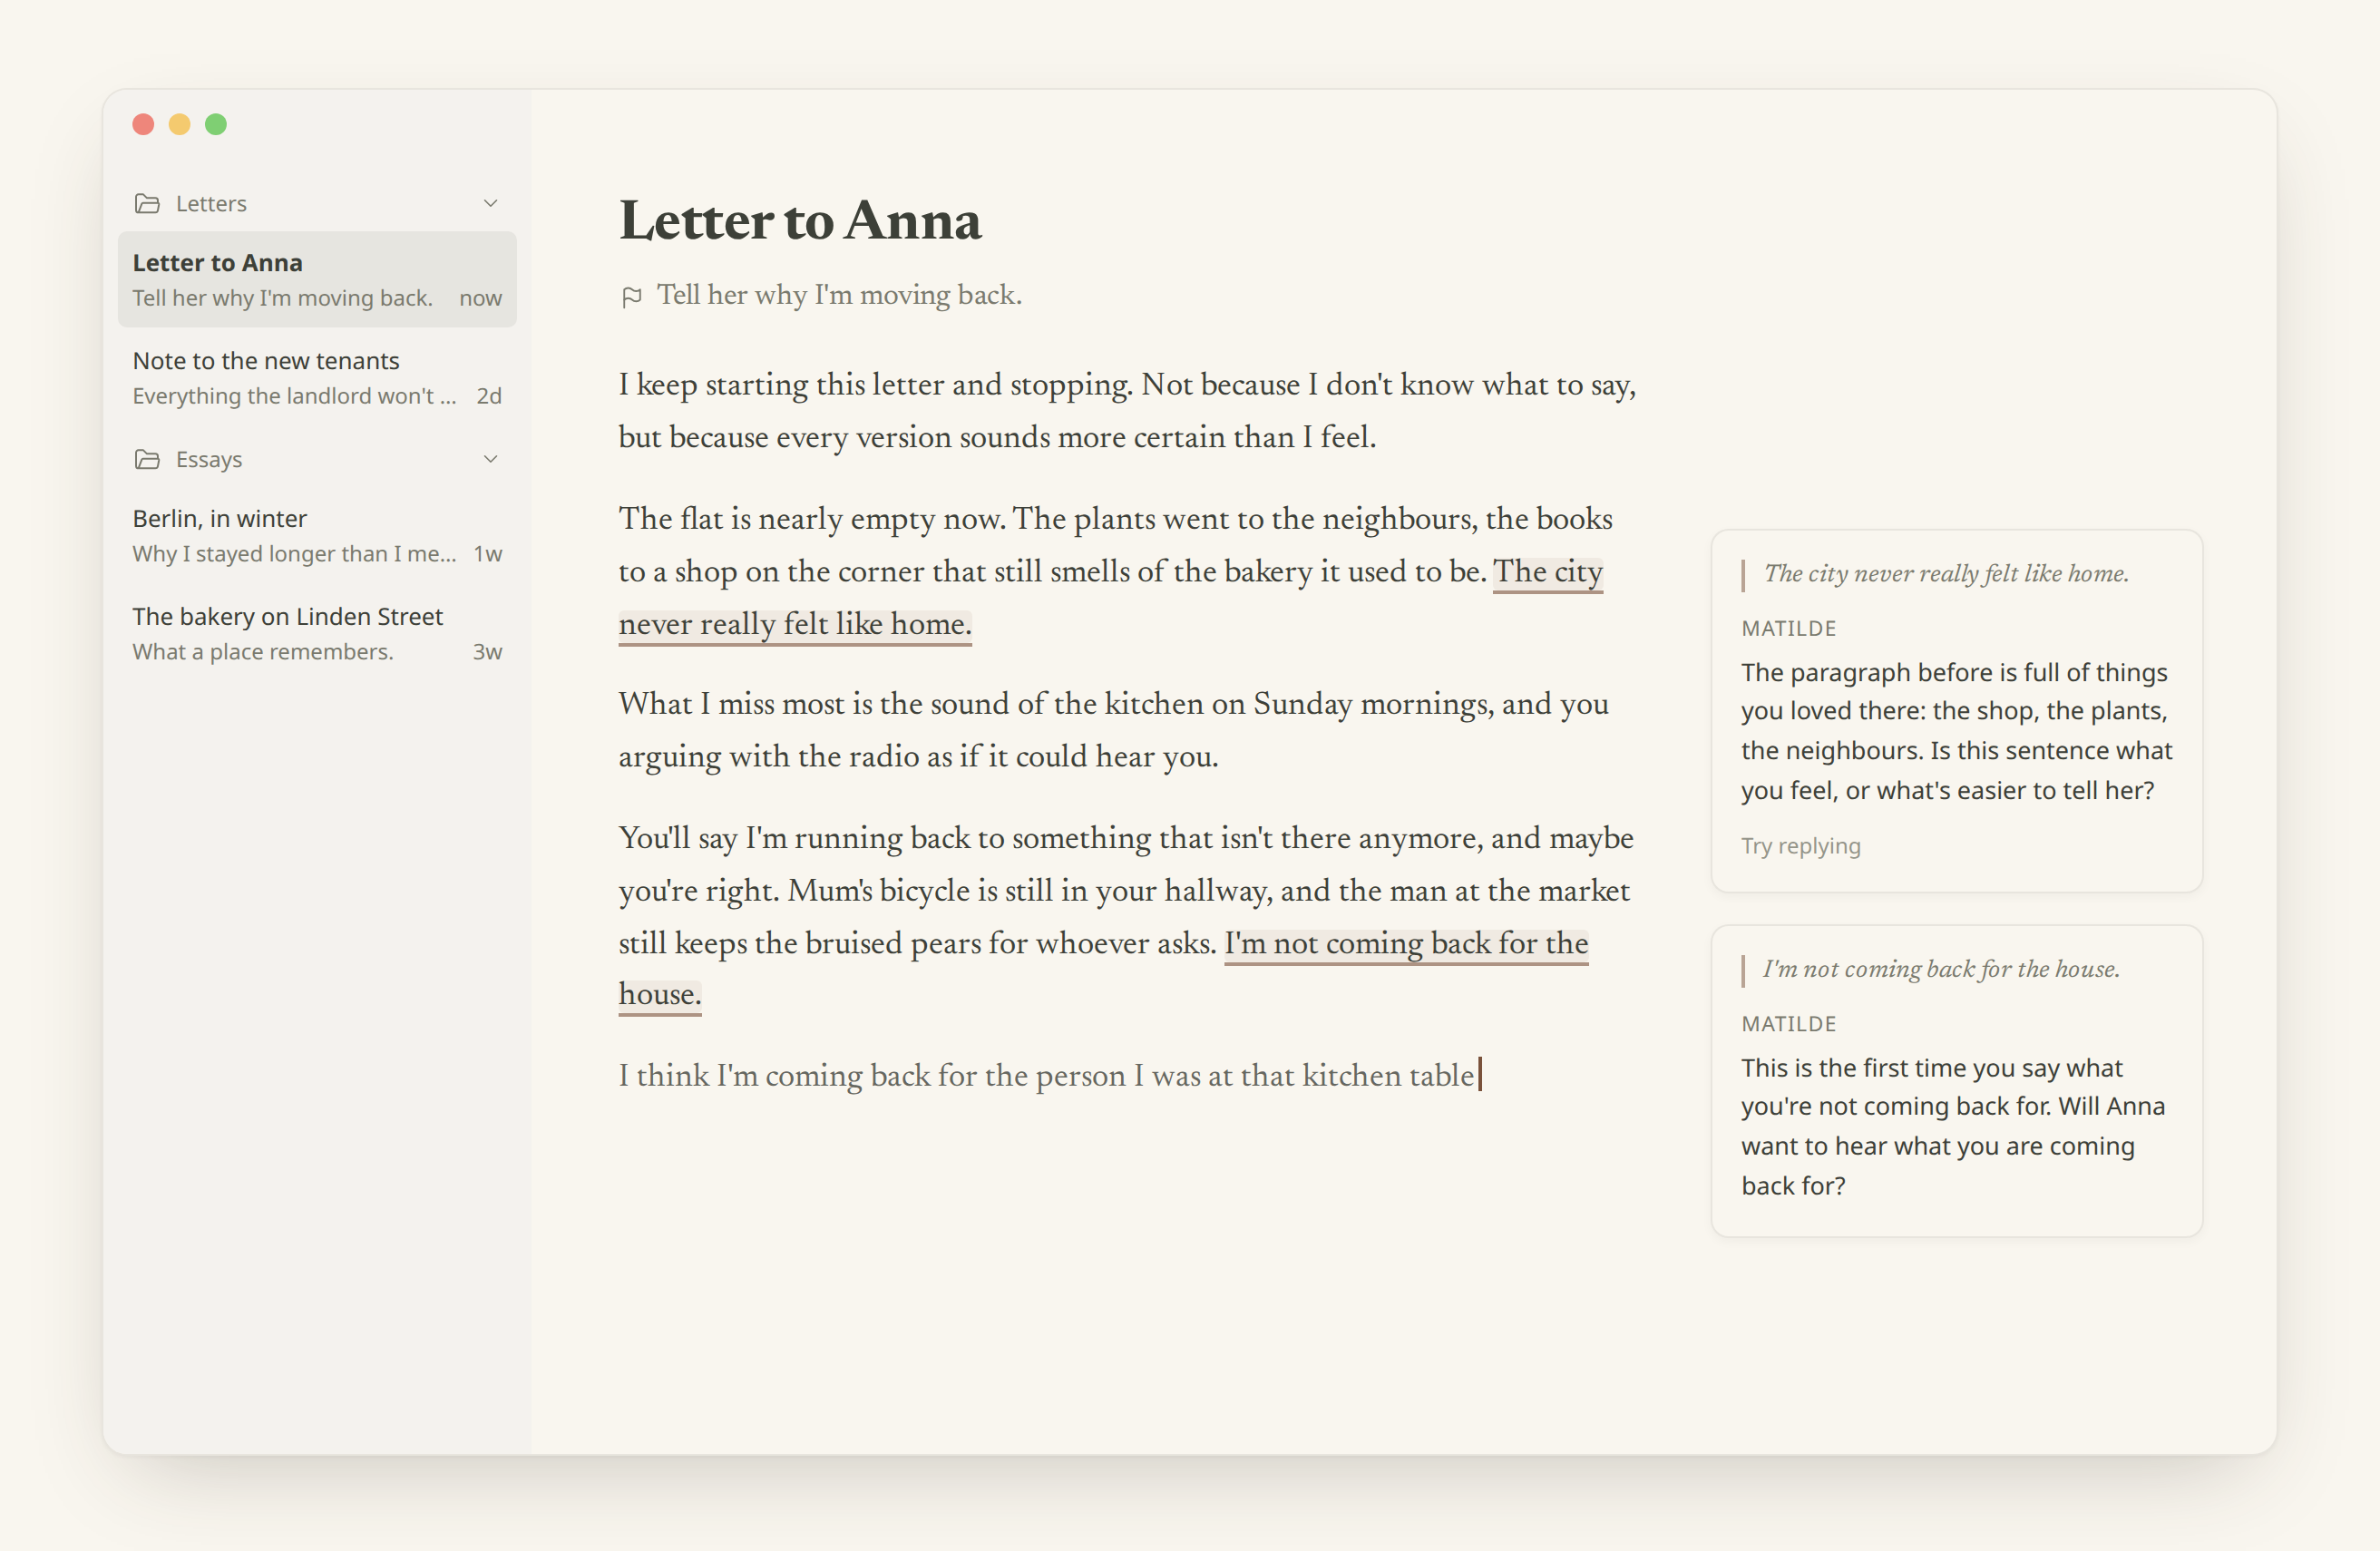 Letters
Letter to Anna
Tell her why I'm moving back. now
Note to the new tenants
Everything the landlord won't ... 2d
Essays
Berlin, in winter
Why I stayed longer than I me... 1w
The bakery on Linden Street
What a place remembers. 3w
Letter to Anna
Tell her why I'm moving back.
I keep starting this letter and stopping. Not because I don't know what to say,
but because every version sounds more certain than I feel.
The flat is nearly empty now. The plants went to the neighbours, the books
to a shop on the corner that still smells of the bakery it used to be. The city
never really felt like home.
What I miss most is the sound of the kitchen on Sunday mornings, and you
arguing with the radio as if it could hear you.
You'll say I'm running back to something that isn't there anymore, and maybe
you're right. Mum's bicycle is still in your hallway, and the man at the market
still keeps the bruised pears for whoever asks. I'm not coming back for the
house.
I think I'm coming back for the person I was at that kitchen table
The city never really felt like home.
MATILDE
The paragraph before is full of things
you loved there: the shop, the plants,
the neighbours. Is this sentence what
you feel, or what's easier to tell her?
Try replying
I'm not coming back for the house.
MATILDE
This is the first time you say what
you're not coming back for. Will Anna
want to hear what you are coming
back for?